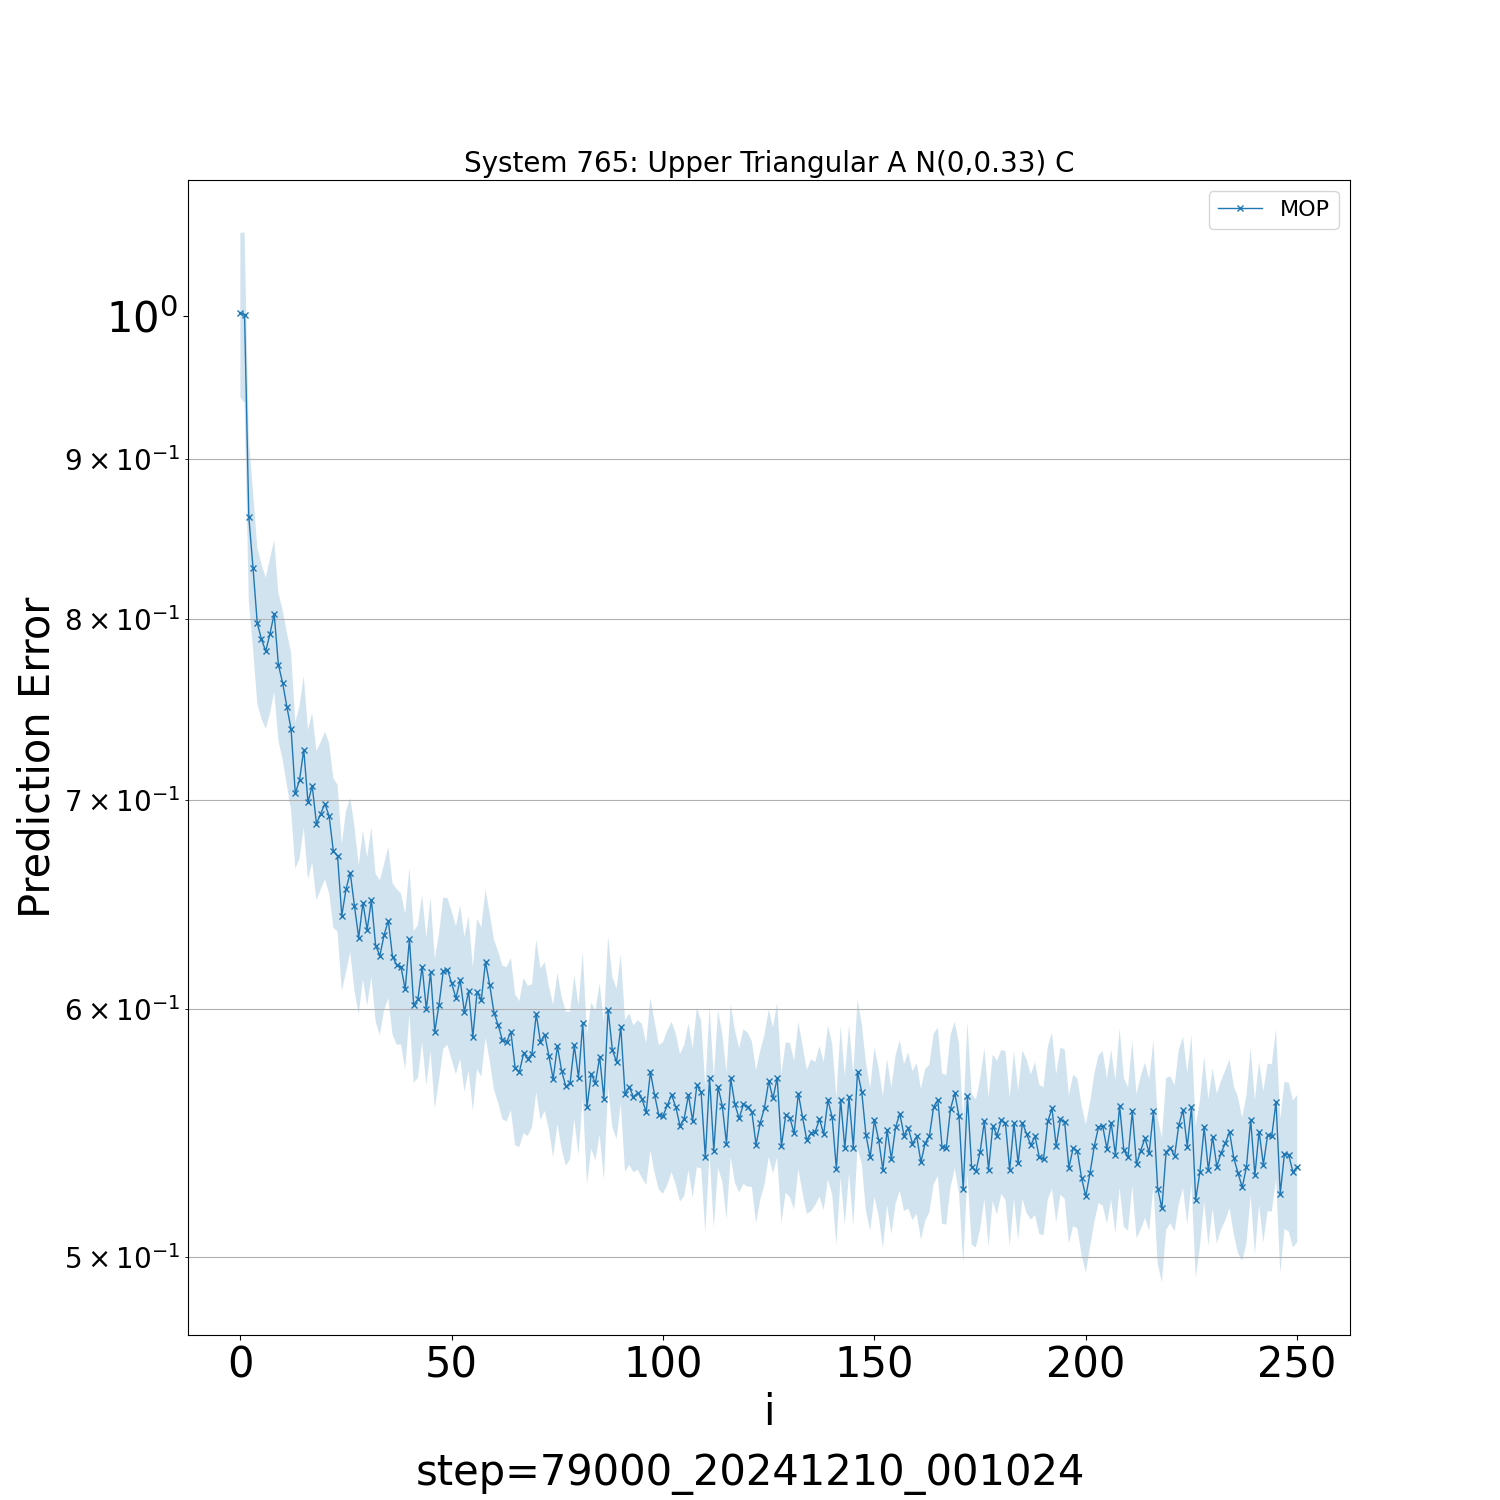 System 765: Upper Triangular A N(0,0.33) C
MOP
10⁰
9 × 10⁻¹
8 × 10⁻¹
7 × 10⁻¹
6 × 10⁻¹
5 × 10⁻¹
Prediction Error
0 50 100 150 200 250
i
step=79000_20241210_001024